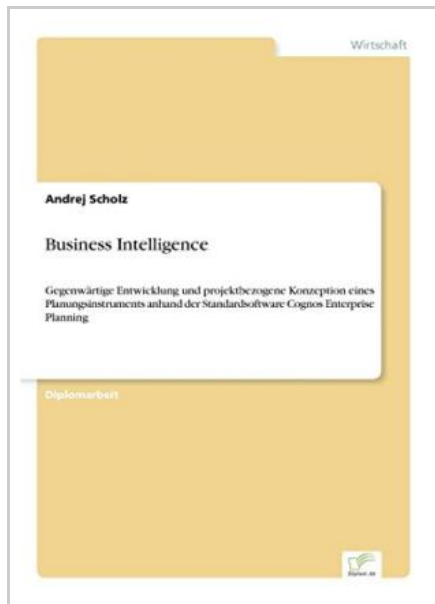 Wirtschaft
Andrej Scholz
Business Intelligence
Gegenwärtige Entwicklung und projektbezogene Konzeption eines
Planungsinstruments anhand der Standardsoftware Cognos Enterprise
Planning
Diplomarbeit